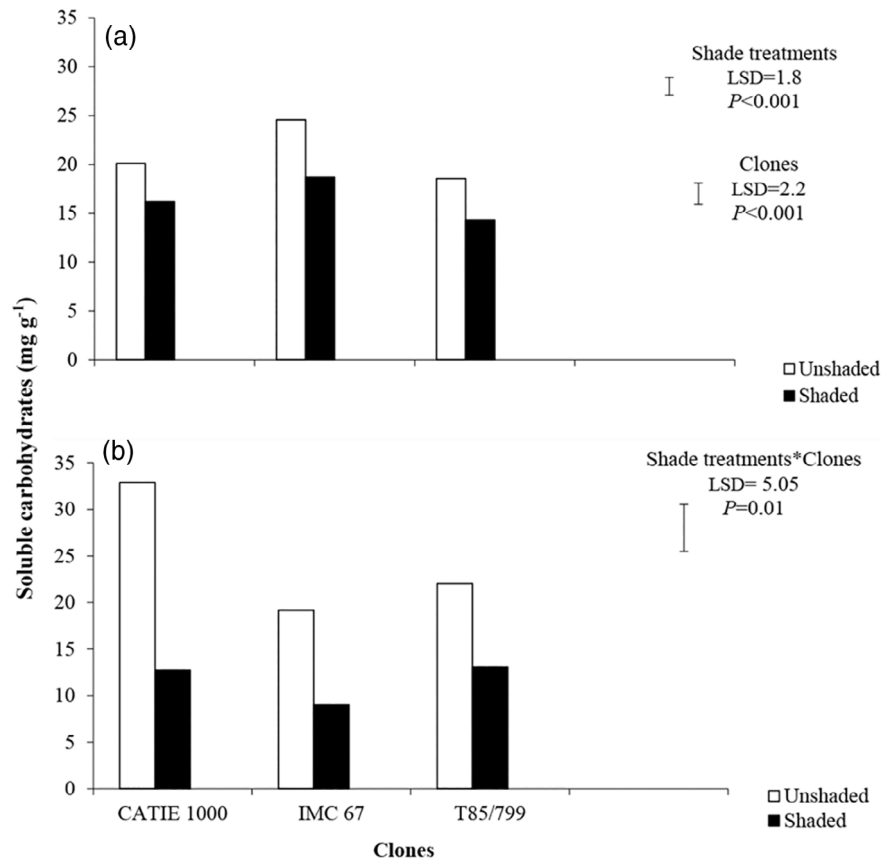 Soluble carbohydrates (mg g⁻¹)
(a)
35
30
25
20
15
10
5
0
Shade treatments
LSD=1.8
P<0.001
Clones
LSD=2.2
P<0.001
Unshaded
Shaded
(b)
35
30
25
20
15
10
5
0
Shade treatments*Clones
LSD= 5.05
P=0.01
CATIE 1000 IMC 67 T85/799
Unshaded
Shaded
Clones